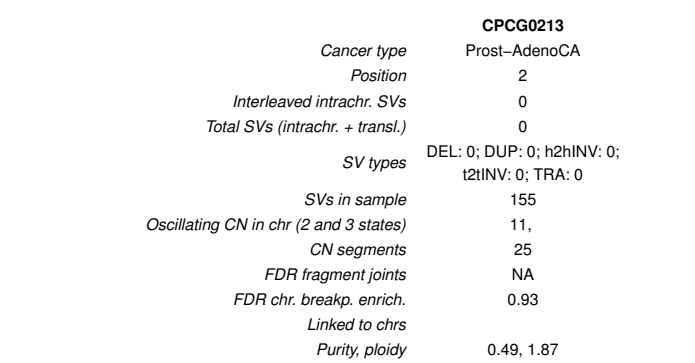 CPCG0213
Cancer type Prost−AdenoCA
Position 2
Interleaved intrachr. SVs 0
Total SVs (intrachr. + transl.) 0
SV types DEL: 0; DUP: 0; h2hINV: 0;
t2tINV: 0; TRA: 0
SVs in sample 155
Oscillating CN in chr (2 and 3 states) 11,
CN segments 25
FDR fragment joints NA
FDR chr. breakp. enrich. 0.93
Linked to chrs
Purity, ploidy 0.49, 1.87